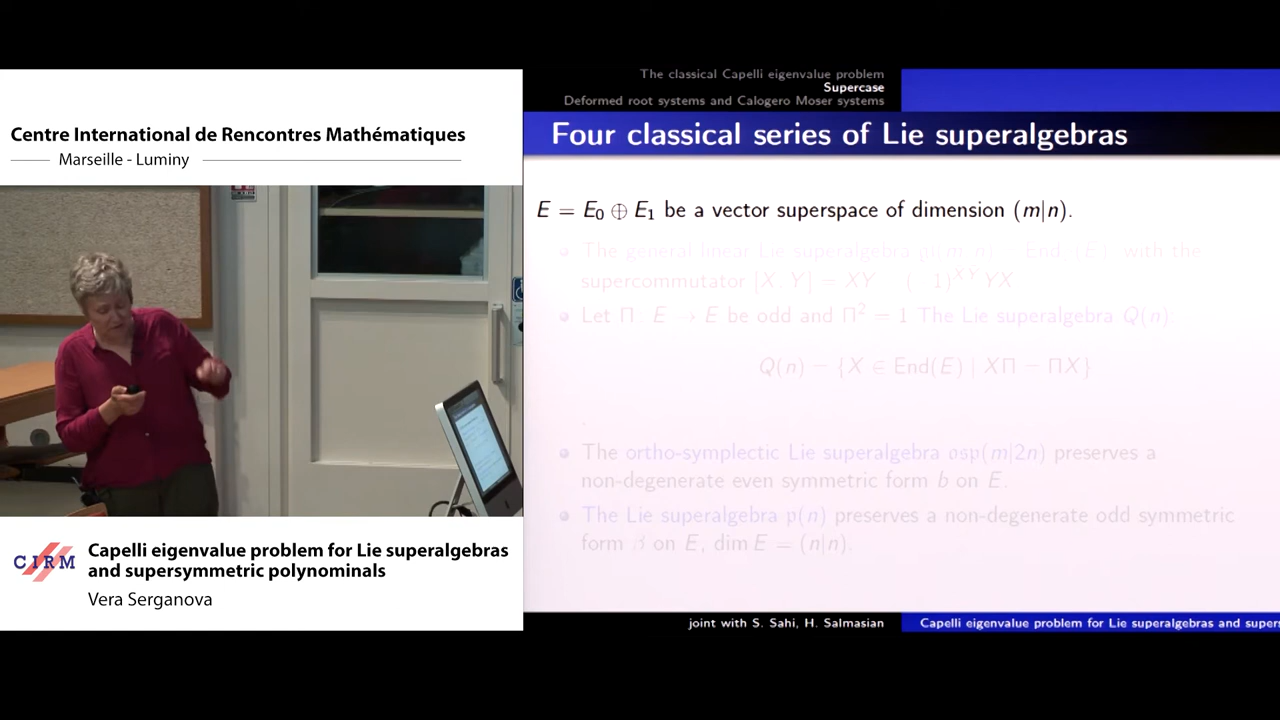 Centre International de Rencontres Mathématiques
Marseille - Luminy
CIRM
Capelli eigenvalue problem for Lie superalgebras
and supersymmetric polynominals
Vera Serganova
The classical Capelli eigenvalue problem
Supercase
Deformed root systems and Calogero Moser systems
Four classical series of Lie superalgebras
E = E₀ ⊕ E₁ be a vector superspace of dimension (m|n).
The general linear Lie superalgebra with the
supercommutator [X, Y] = XY (-1) YX
Let Π : E → E be odd and Π² = 1 The Lie superalgebra Q(n):
Q(n) = {X ∈ End(E) | XΠ = ΠX}
The ortho-symplectic Lie superalgebra osp(m|2n) preserves a
non-degenerate even symmetric form b on E.
The Lie superalgebra p(n) preserves a non-degenerate odd symmetric
form on E, dim E = (n|n).
joint with S. Sahi, H. Salmasian
Capelli eigenvalue problem for Lie superalgebras and supers